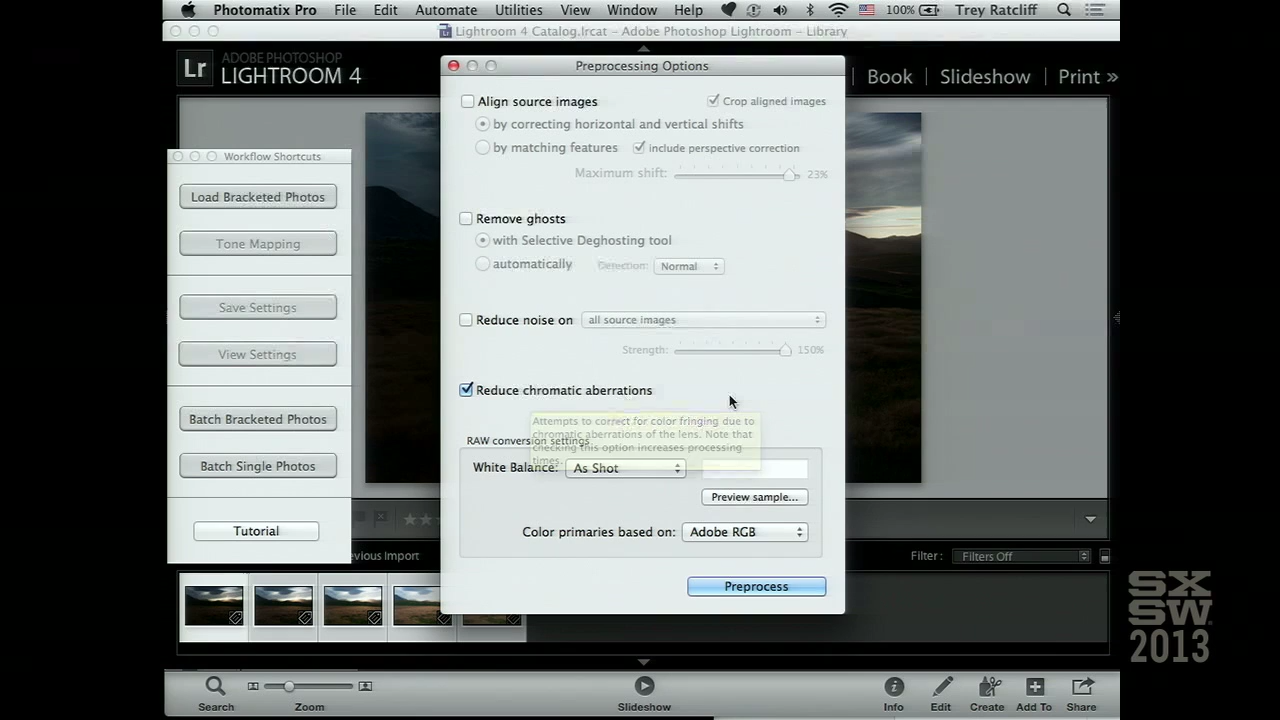 Photomatix Pro File Edit Automate Utilities View Window Help 100% Trey Ratcliff
Lightroom 4 Catalog.lrcat – Adobe Photoshop Lightroom – Library
Lr ADOBE PHOTOSHOP
LIGHTROOM 4
Book | Slideshow | Print »
Preprocessing Options
Align source images
Crop aligned images
by correcting horizontal and vertical shifts
by matching features
include perspective correction
Maximum shift: 23%
Remove ghosts
with Selective Deghosting tool
automatically
Detection: Normal
Reduce noise on all source images
Strength: 150%
Reduce chromatic aberrations
Attempts to correct for color fringing due to
chromatic aberrations of the lens. Note that
checking this option increases processing
times.
RAW conversion settings
White Balance: As Shot
Preview sample...
Color primaries based on: Adobe RGB
Preprocess
Workflow Shortcuts
Load Bracketed Photos
Tone Mapping
Save Settings
View Settings
Batch Bracketed Photos
Batch Single Photos
Tutorial
Import
Filter: Filters Off
Search
Zoom
Slideshow
Info
Edit
Create
Add To
Share
SX
SW
2013